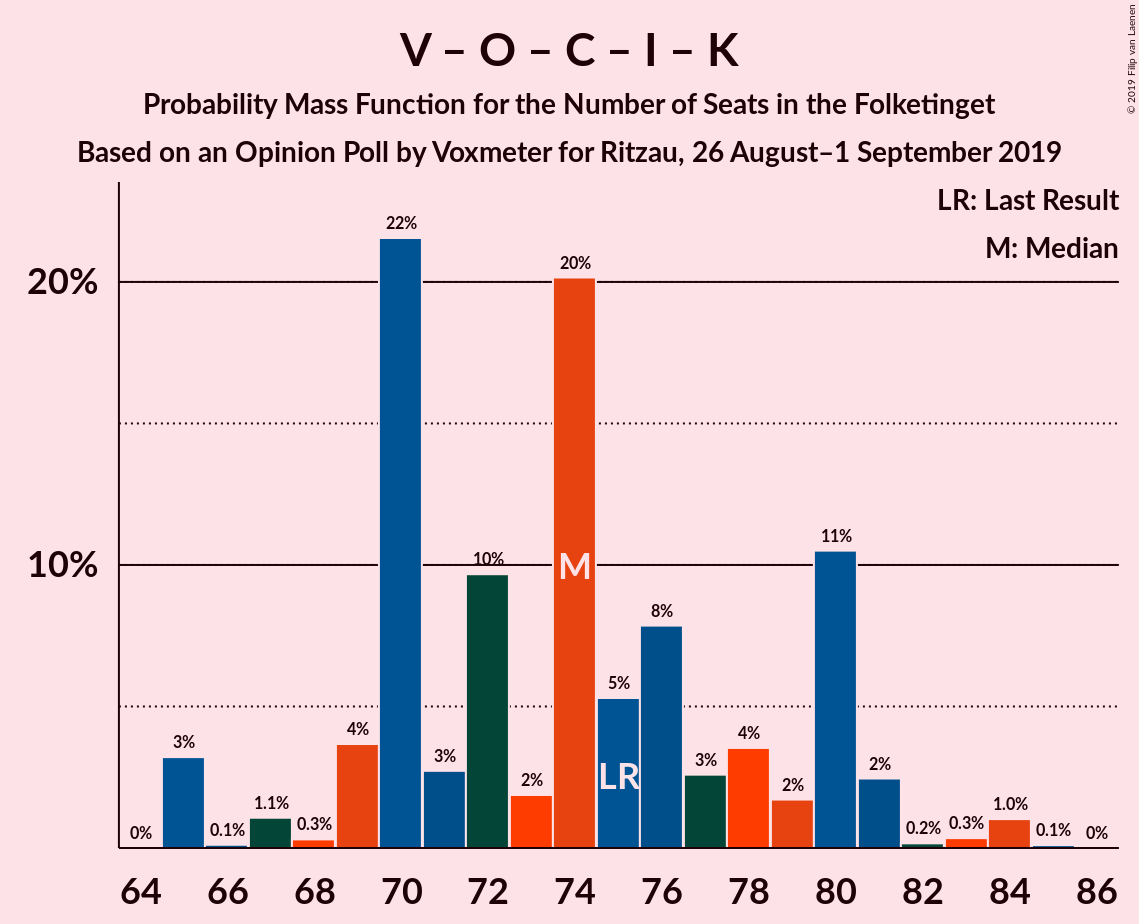 V – O – C – I – K
Probability Mass Function for the Number of Seats in the Folketinget
Based on an Opinion Poll by Voxmeter for Ritzau, 26 August–1 September 2019
© 2019 Filip van Laenen
LR: Last Result
M: Median
20%
10%
0%
3%
0.1%
1.1%
0.3%
4%
22%
3%
10%
2%
20%
5%
8%
3%
4%
2%
11%
2%
0.2%
0.3%
1.0%
0.1%
0%
M
LR
64 66 68 70 72 74 76 78 80 82 84 86